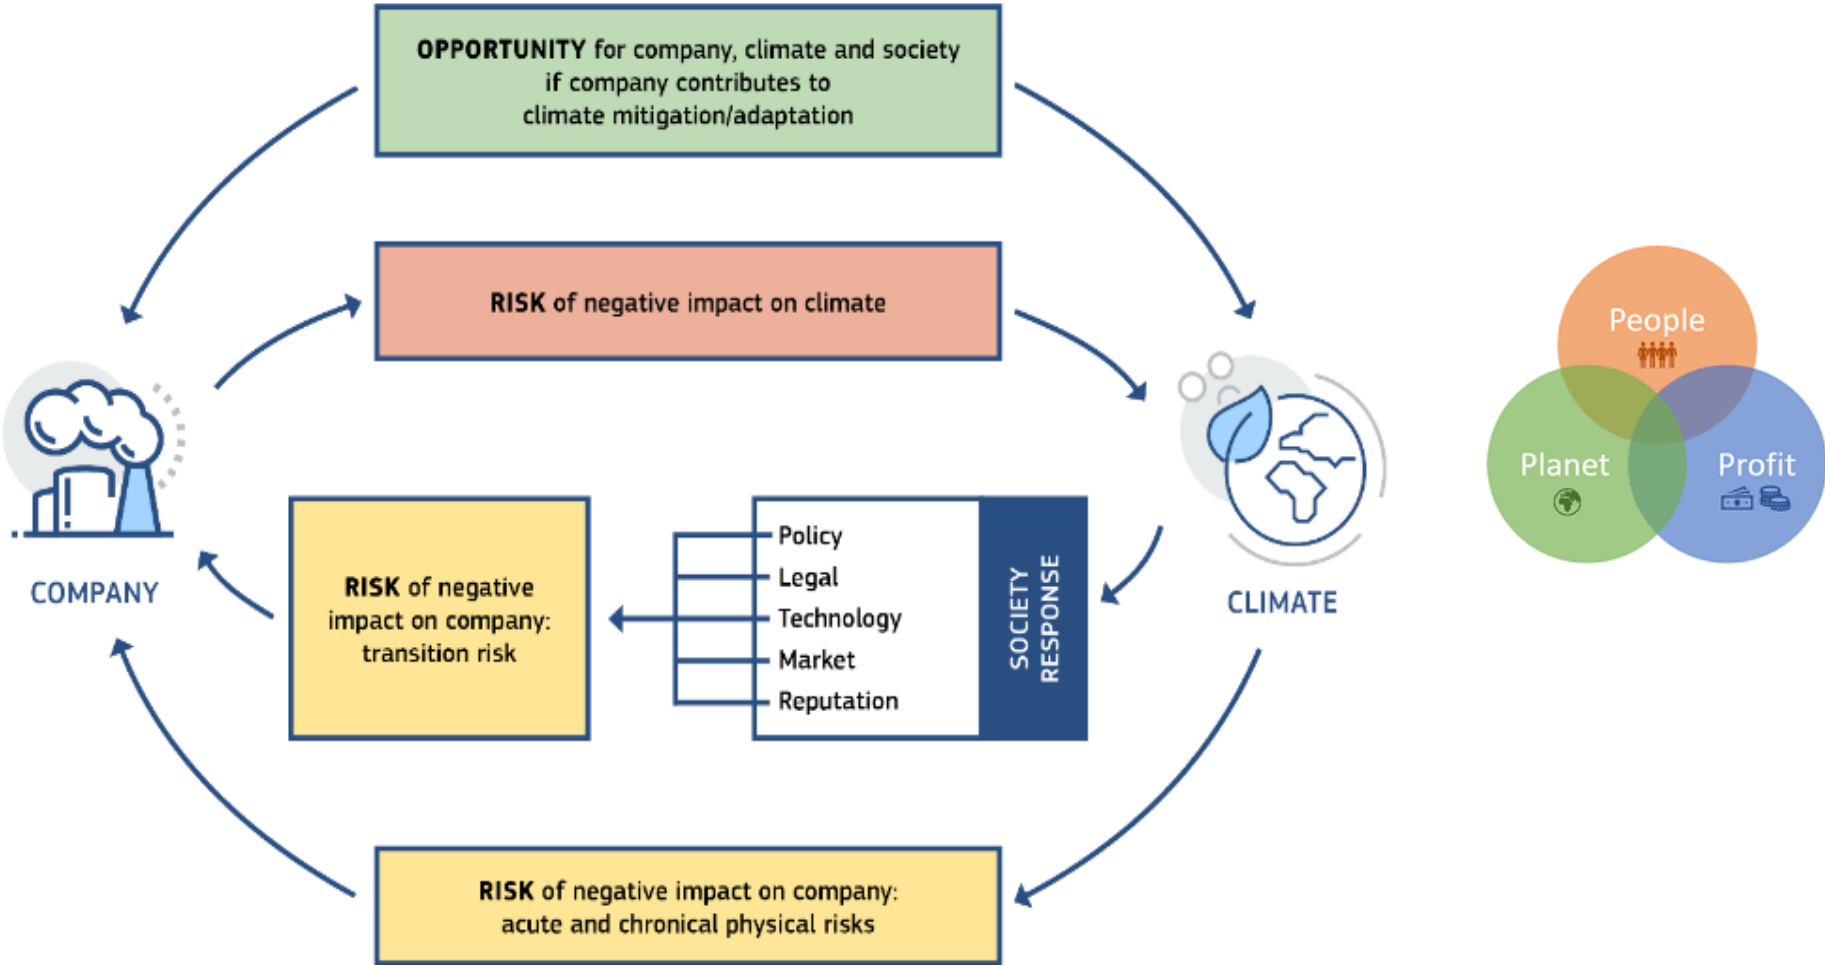 OPPORTUNITY for company, climate and society
if company contributes to
climate mitigation/adaptation
RISK of negative impact on climate
COMPANY
RISK of negative
impact on company:
transition risk
Policy
Legal
Technology
Market
Reputation
SOCIETY
RESPONSE
CLIMATE
RISK of negative impact on company:
acute and chronical physical risks
People
Planet
Profit